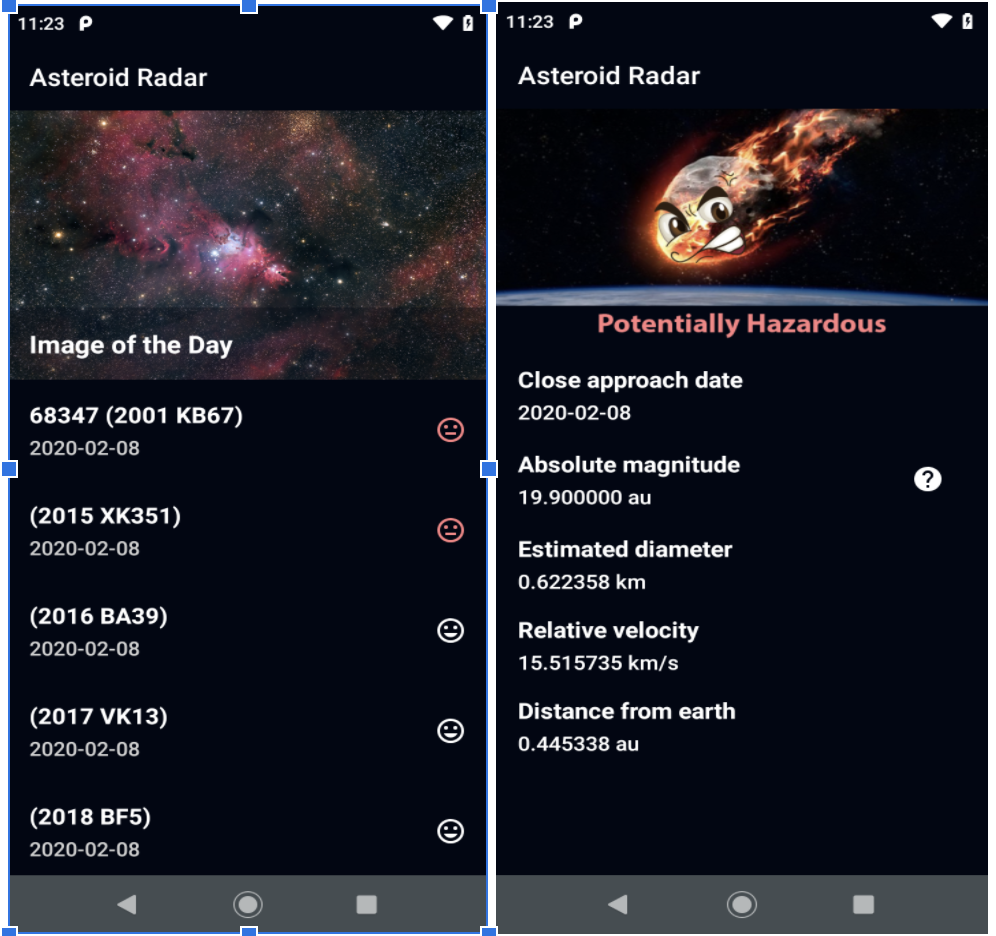 11:23
Asteroid Radar
Image of the Day
68347 (2001 KB67)
2020-02-08
(2015 XK351)
2020-02-08
(2016 BA39)
2020-02-08
(2017 VK13)
2020-02-08
(2018 BF5)
2020-02-08
11:23
Asteroid Radar
Potentially Hazardous
Close approach date
2020-02-08
Absolute magnitude
19.900000 au
?
Estimated diameter
0.622358 km
Relative velocity
15.515735 km/s
Distance from earth
0.445338 au